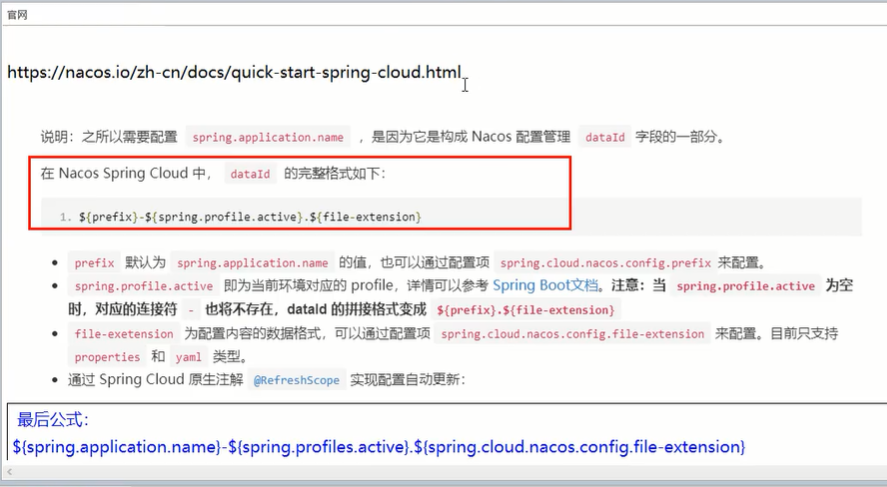 官网
https://nacos.io/zh-cn/docs/quick-start-spring-cloud.html
说明：之所以需要配置 spring.application.name ，是因为它是构成 Nacos 配置管理 dataId 字段的一部分。
在 Nacos Spring Cloud 中， dataId 的完整格式如下：
1. ${prefix}-${spring.profile.active}.${file-extension}
• prefix 默认为 spring.application.name 的值，也可以通过配置项 spring.cloud.nacos.config.prefix 来配置。
• spring.profile.active 即为当前环境对应的 profile，详情可以参考 Spring Boot文档。注意：当 spring.profile.active 为空
时，对应的连接符 - 也将不存在，dataId 的拼接格式变成 ${prefix}.${file-extension}
• file-exetension 为配置内容的数据格式，可以通过配置项 spring.cloud.nacos.config.file-extension 来配置。目前只支持
properties 和 yaml 类型。
• 通过 Spring Cloud 原生注解 @RefreshScope 实现配置自动更新：
最后公式：
${spring.application.name}-${spring.profiles.active}.${spring.cloud.nacos.config.file-extension}